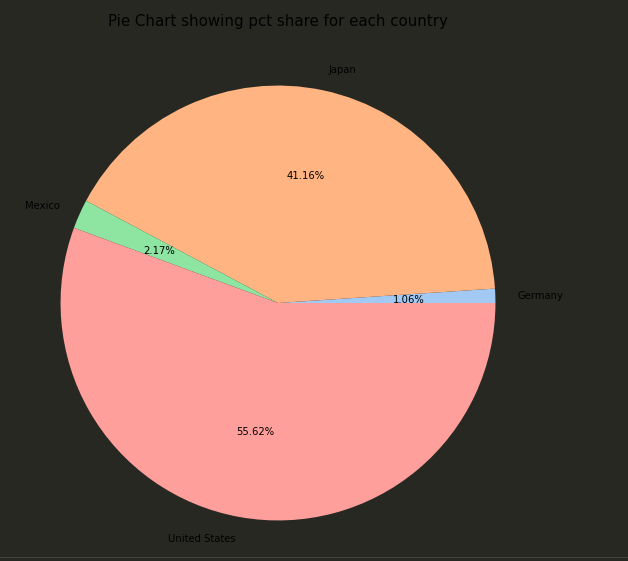 Pie Chart showing pct share for each country
Japan
41.16%
Mexico
2.17%
Germany
1.06%
55.62%
United States